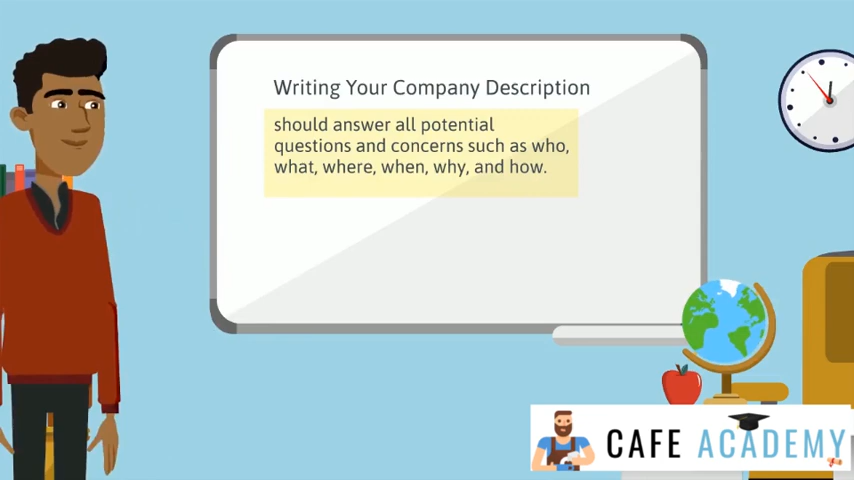 Writing Your Company Description
should answer all potential
questions and concerns such as who,
what, where, when, why, and how.
CAFE ACADEMY